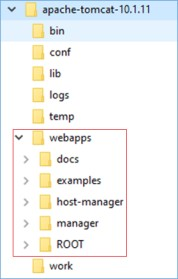 apache-tomcat-10.1.11
bin
conf
lib
logs
temp
webapps
docs
examples
host-manager
manager
ROOT
work